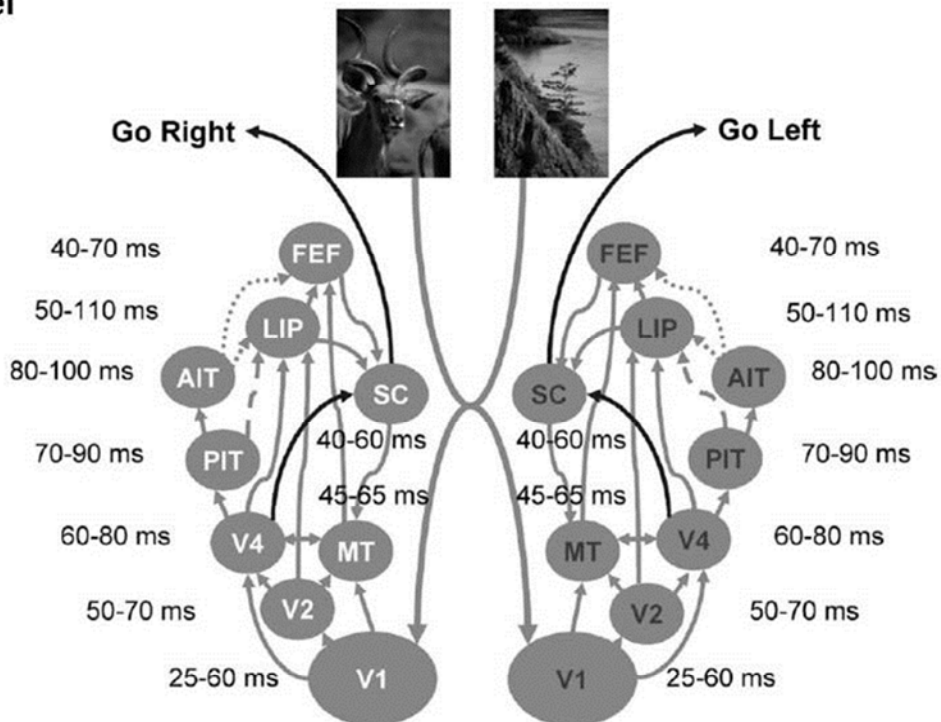 el
Go Right
Go Left
40-70 ms
FEF
FEF
40-70 ms
50-110 ms
LIP
LIP
50-110 ms
80-100 ms
AIT
SC
SC
AIT
80-100 ms
40-60 ms
40-60 ms
70-90 ms
PIT
PIT
70-90 ms
45-65 ms
45-65 ms
60-80 ms
V4
MT
MT
V4
60-80 ms
50-70 ms
V2
V2
50-70 ms
25-60 ms
V1
V1
25-60 ms